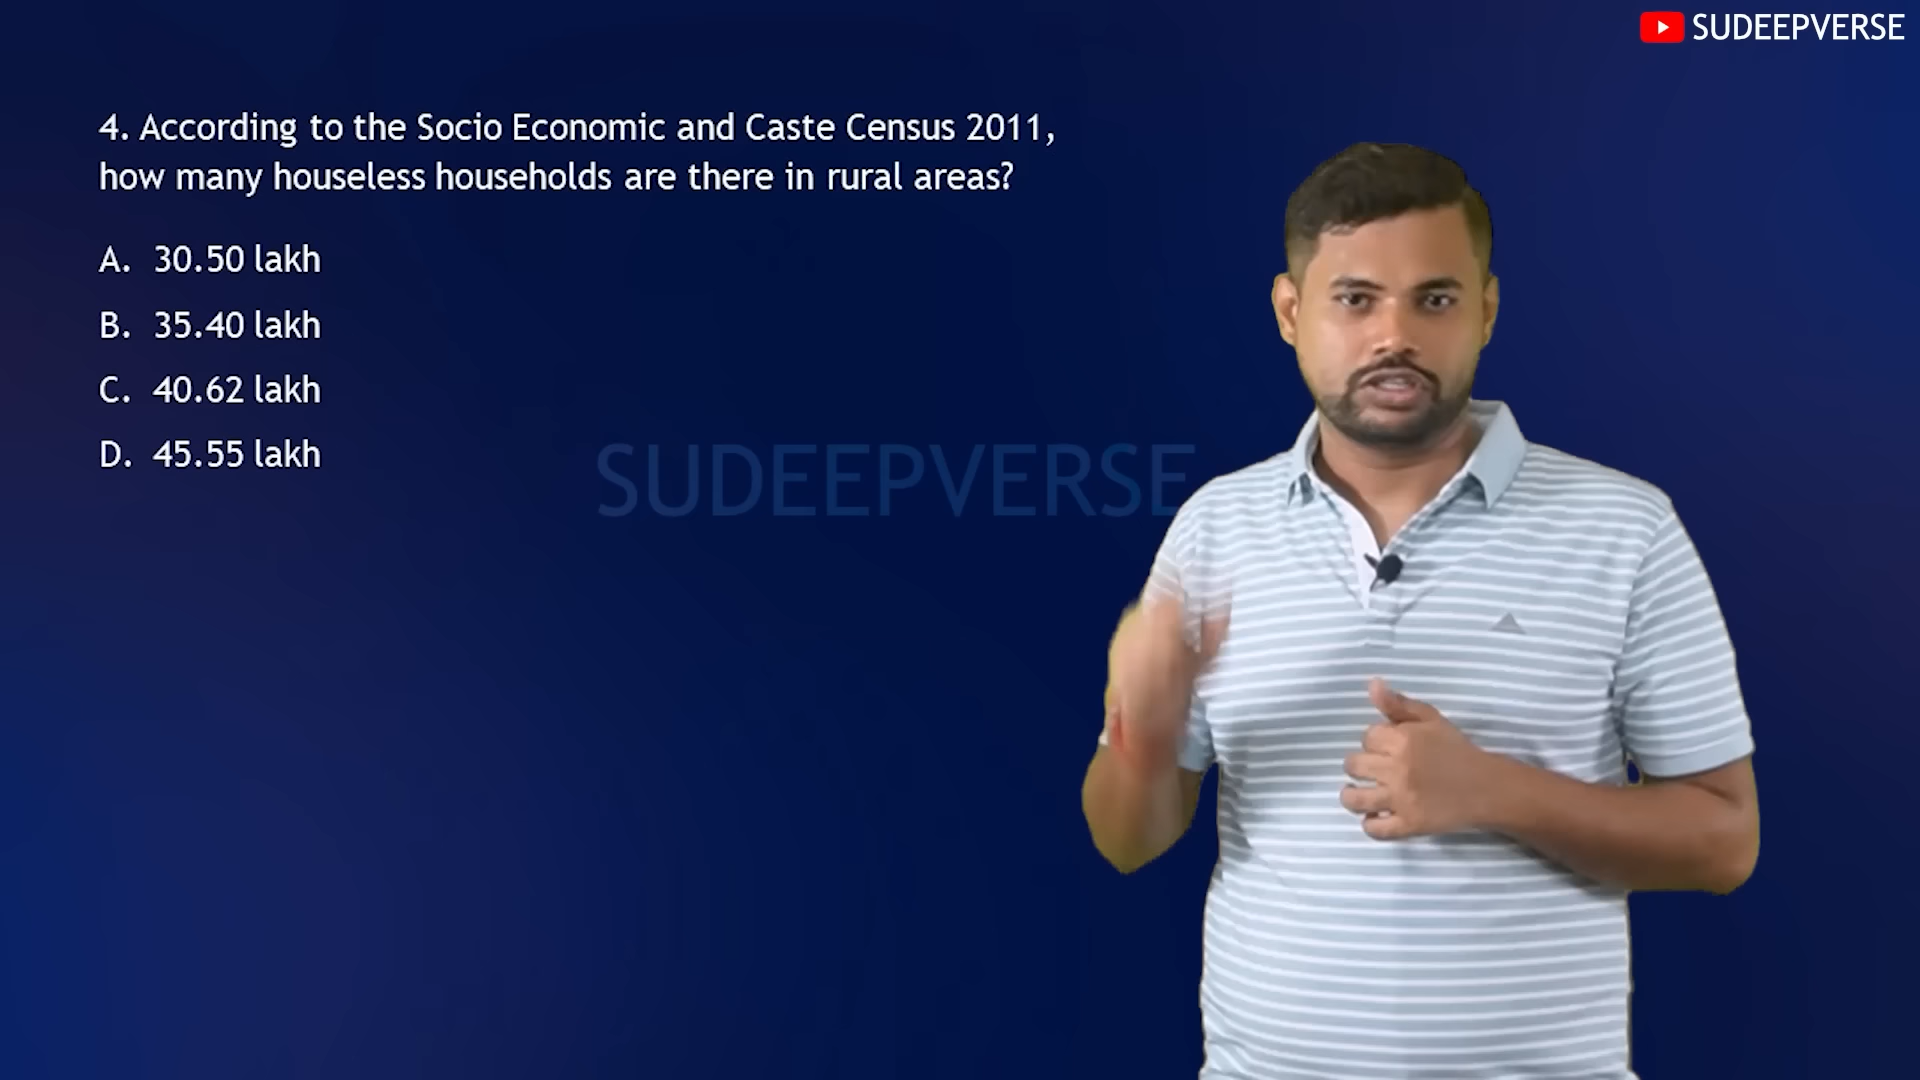 SUDEEPVERSE
4. According to the Socio Economic and Caste Census 2011,
how many houseless households are there in rural areas?
A. 30.50 lakh
B. 35.40 lakh
C. 40.62 lakh
D. 45.55 lakh
SUDEEPVERSE